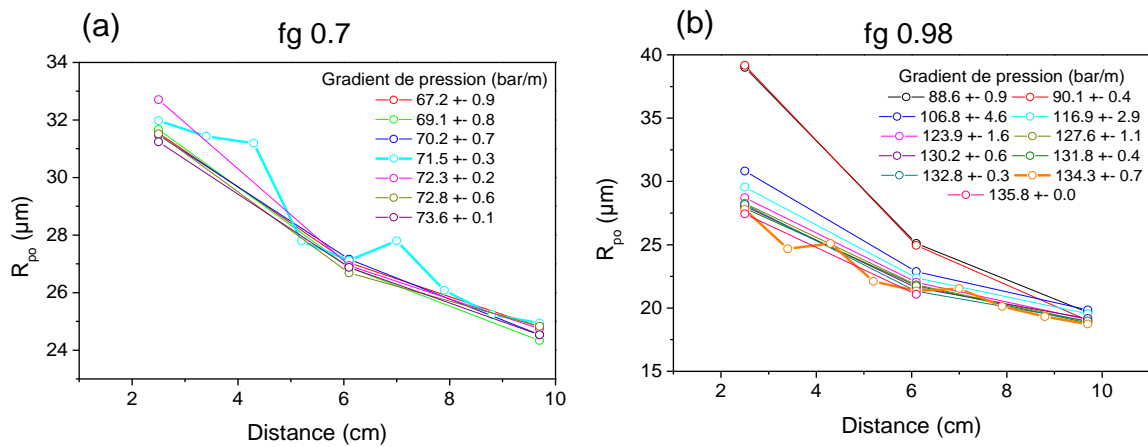 (a) fg 0.7
Gradient de pression (bar/m)
67.2 +- 0.9
69.1 +- 0.8
70.2 +- 0.7
71.5 +- 0.3
72.3 +- 0.2
72.8 +- 0.6
73.6 +- 0.1
R_po (µm)
34
32
30
28
26
24
2 4 6 8 10
Distance (cm)
(b) fg 0.98
Gradient de pression (bar/m)
88.6 +- 0.9 90.1 +- 0.4
106.8 +- 4.6 116.9 +- 2.9
123.9 +- 1.6 127.6 +- 1.1
130.2 +- 0.6 131.8 +- 0.4
132.8 +- 0.3 134.3 +- 0.7
135.8 +- 0.0
R_po (µm)
40
35
30
25
20
15
2 4 6 8 10
Distance (cm)